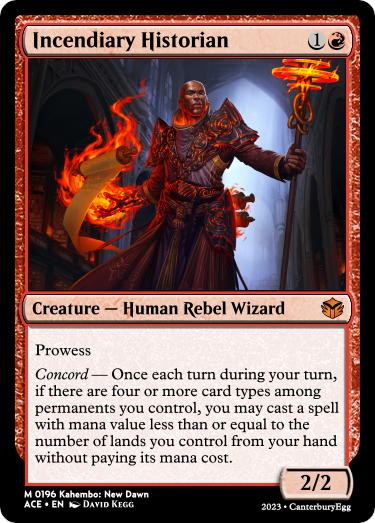 Incendiary Historian 1
Creature — Human Rebel Wizard
Prowess
Concord — Once each turn during your turn,
if there are four or more card types among
permanents you control, you may cast a spell
with mana value less than or equal to the
number of lands you control from your hand
without paying its mana cost.
2/2
M 0196 Kahembo: New Dawn
ACE • EN David Kegg
2023 • CanterburyEgg